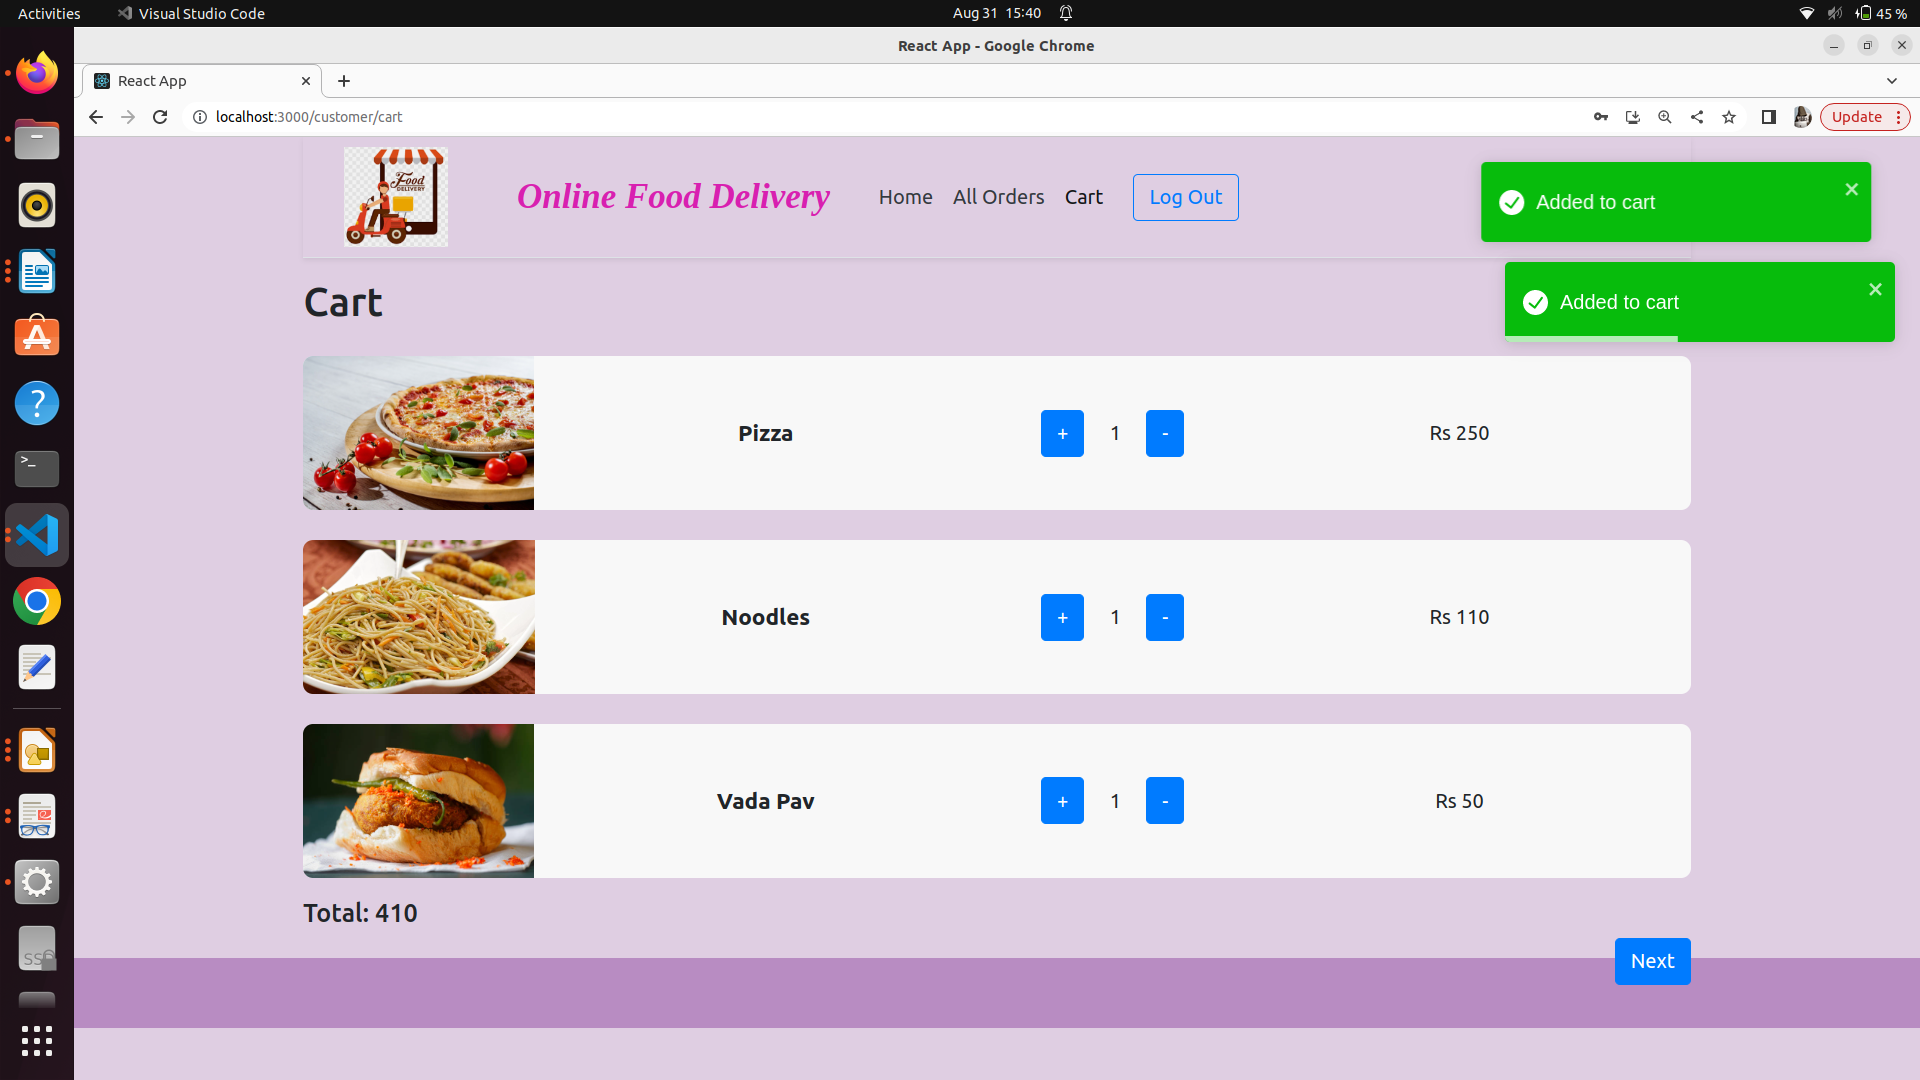 Activities
Visual Studio Code
Aug 31 15:40
45 %
React App - Google Chrome
React App
localhost:3000/customer/cart
Update
Food
DELIVERY
Online Food Delivery
Home
All Orders
Cart
Log Out
Added to cart
Added to cart
Cart
Pizza
+ 1 -
Rs 250
Noodles
+ 1 -
Rs 110
Vada Pav
+ 1 -
Rs 50
Total: 410
Next